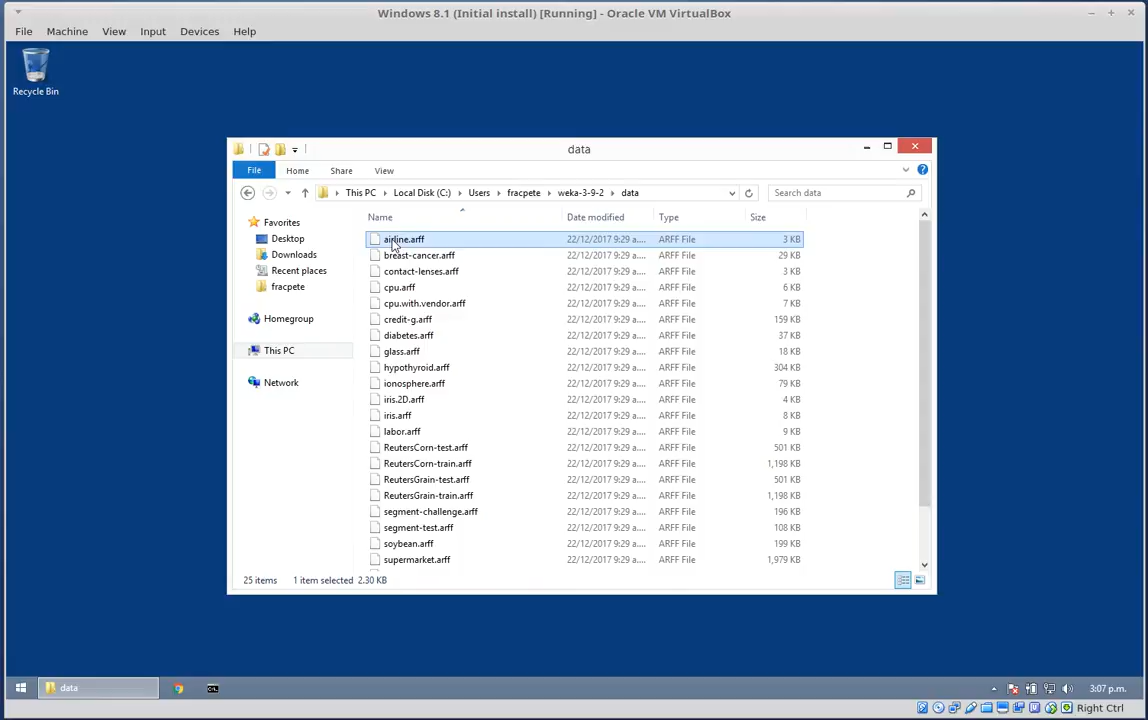 Windows 8.1 (Initial install) [Running] - Oracle VM VirtualBox
File Machine View Input Devices Help
Recycle Bin
data
File Home Share View
This PC Local Disk (C:) Users fracpete weka-3-9-2 data Search data
Name Date modified Type Size
Favorites
Desktop
Downloads
Recent places
fracpete
Homegroup
This PC
Network
airline.arff 22/12/2017 9:29 a.... ARFF File 3 KB
breast-cancer.arff 22/12/2017 9:29 a.... ARFF File 29 KB
contact-lenses.arff 22/12/2017 9:29 a.... ARFF File 3 KB
cpu.arff 22/12/2017 9:29 a.... ARFF File 6 KB
cpu.with.vendor.arff 22/12/2017 9:29 a.... ARFF File 7 KB
credit-g.arff 22/12/2017 9:29 a.... ARFF File 159 KB
diabetes.arff 22/12/2017 9:29 a.... ARFF File 37 KB
glass.arff 22/12/2017 9:29 a.... ARFF File 18 KB
hypothyroid.arff 22/12/2017 9:29 a.... ARFF File 304 KB
ionosphere.arff 22/12/2017 9:29 a.... ARFF File 79 KB
iris.2D.arff 22/12/2017 9:29 a.... ARFF File 4 KB
iris.arff 22/12/2017 9:29 a.... ARFF File 8 KB
labor.arff 22/12/2017 9:29 a.... ARFF File 9 KB
ReutersCorn-test.arff 22/12/2017 9:29 a.... ARFF File 501 KB
ReutersCorn-train.arff 22/12/2017 9:29 a.... ARFF File 1,198 KB
ReutersGrain-test.arff 22/12/2017 9:29 a.... ARFF File 501 KB
ReutersGrain-train.arff 22/12/2017 9:29 a.... ARFF File 1,198 KB
segment-challenge.arff 22/12/2017 9:29 a.... ARFF File 196 KB
segment-test.arff 22/12/2017 9:29 a.... ARFF File 108 KB
soybean.arff 22/12/2017 9:29 a.... ARFF File 199 KB
supermarket.arff 22/12/2017 9:29 a.... ARFF File 1,979 KB
25 items 1 item selected 2.30 KB
data 3:07 p.m.
Right Ctrl